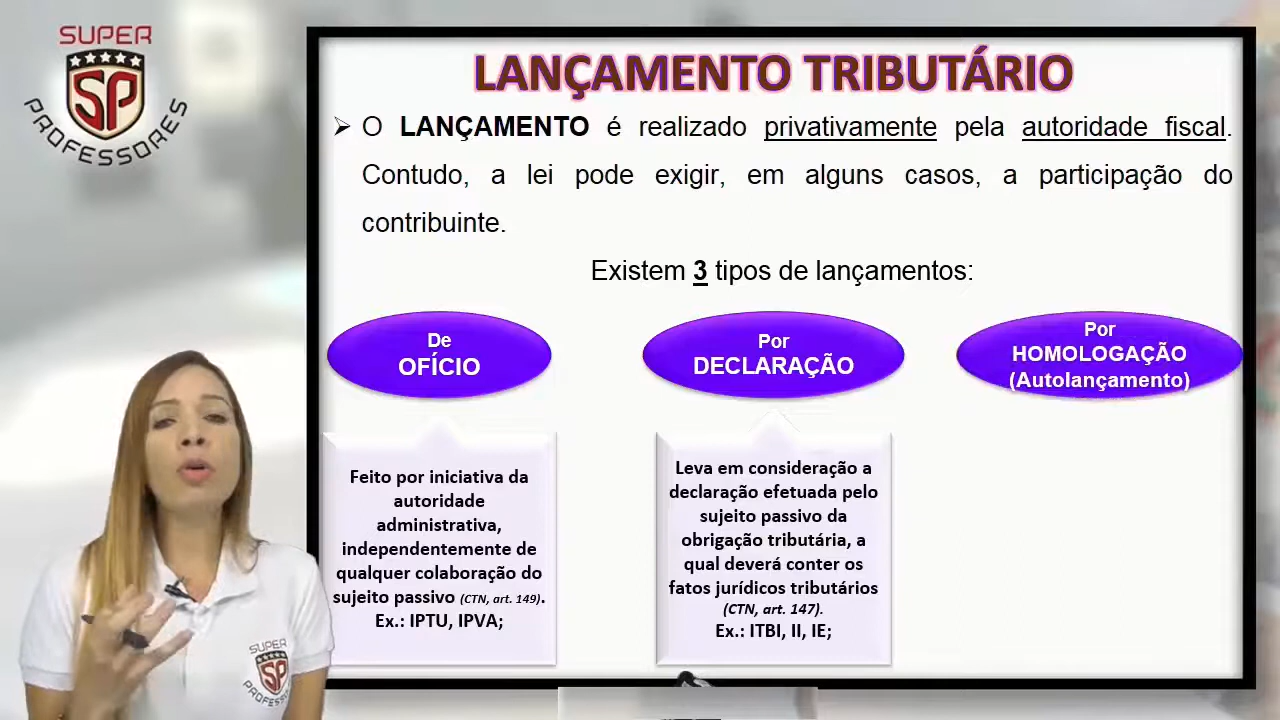 SUPER
SP
PROFESSORES
LANÇAMENTO TRIBUTÁRIO
➢ O LANÇAMENTO é realizado privativamente pela autoridade fiscal.
Contudo, a lei pode exigir, em alguns casos, a participação do
contribuinte.
Existem 3 tipos de lançamentos:
De
OFÍCIO
Por
DECLARAÇÃO
Por
HOMOLOGAÇÃO
(Autolançamento)
Feito por iniciativa da
autoridade
administrativa,
independentemente de
qualquer colaboração do
sujeito passivo (CTN, art. 149).
Ex.: IPTU, IPVA;
Leva em consideração a
declaração efetuada pelo
sujeito passivo da
obrigação tributária, a
qual deverá conter os
fatos jurídicos tributários
(CTN, art. 147).
Ex.: ITBI, II, IE;
SUPER
SP
PROFESSORES